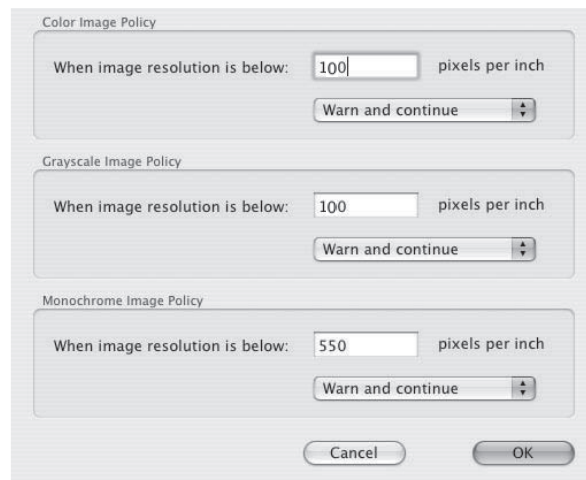 Color Image Policy
When image resolution is below: 100 pixels per inch
Warn and continue
Grayscale Image Policy
When image resolution is below: 100 pixels per inch
Warn and continue
Monochrome Image Policy
When image resolution is below: 550 pixels per inch
Warn and continue
Cancel OK